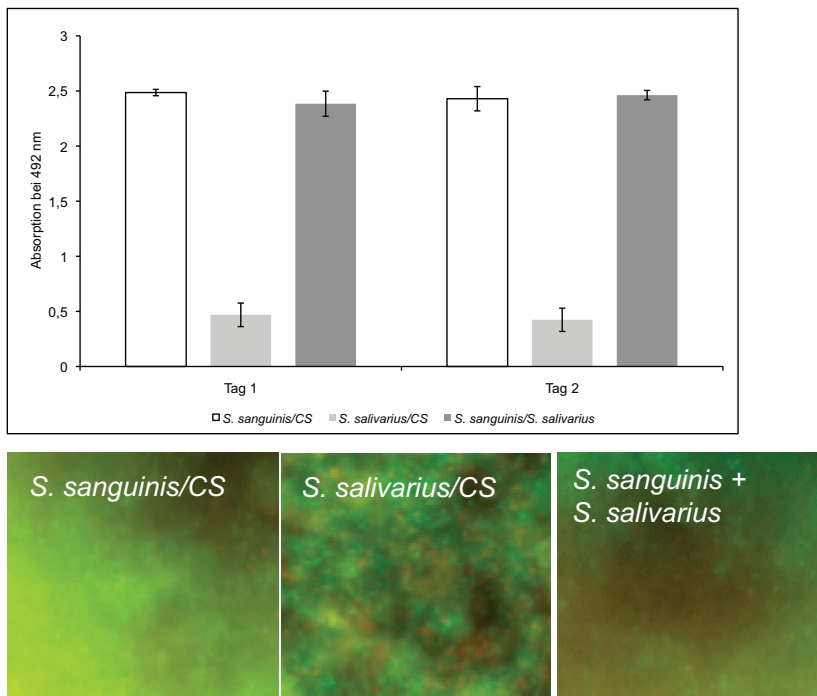 3
2,5
2
1,5
1
0,5
0
Absorption bei 492 nm
Tag 1 Tag 2
S. sanguinis/CS S. salivarius/CS S. sanguinis/S. salivarius
S. sanguinis/CS
S. salivarius/CS
S. sanguinis +
S. salivarius